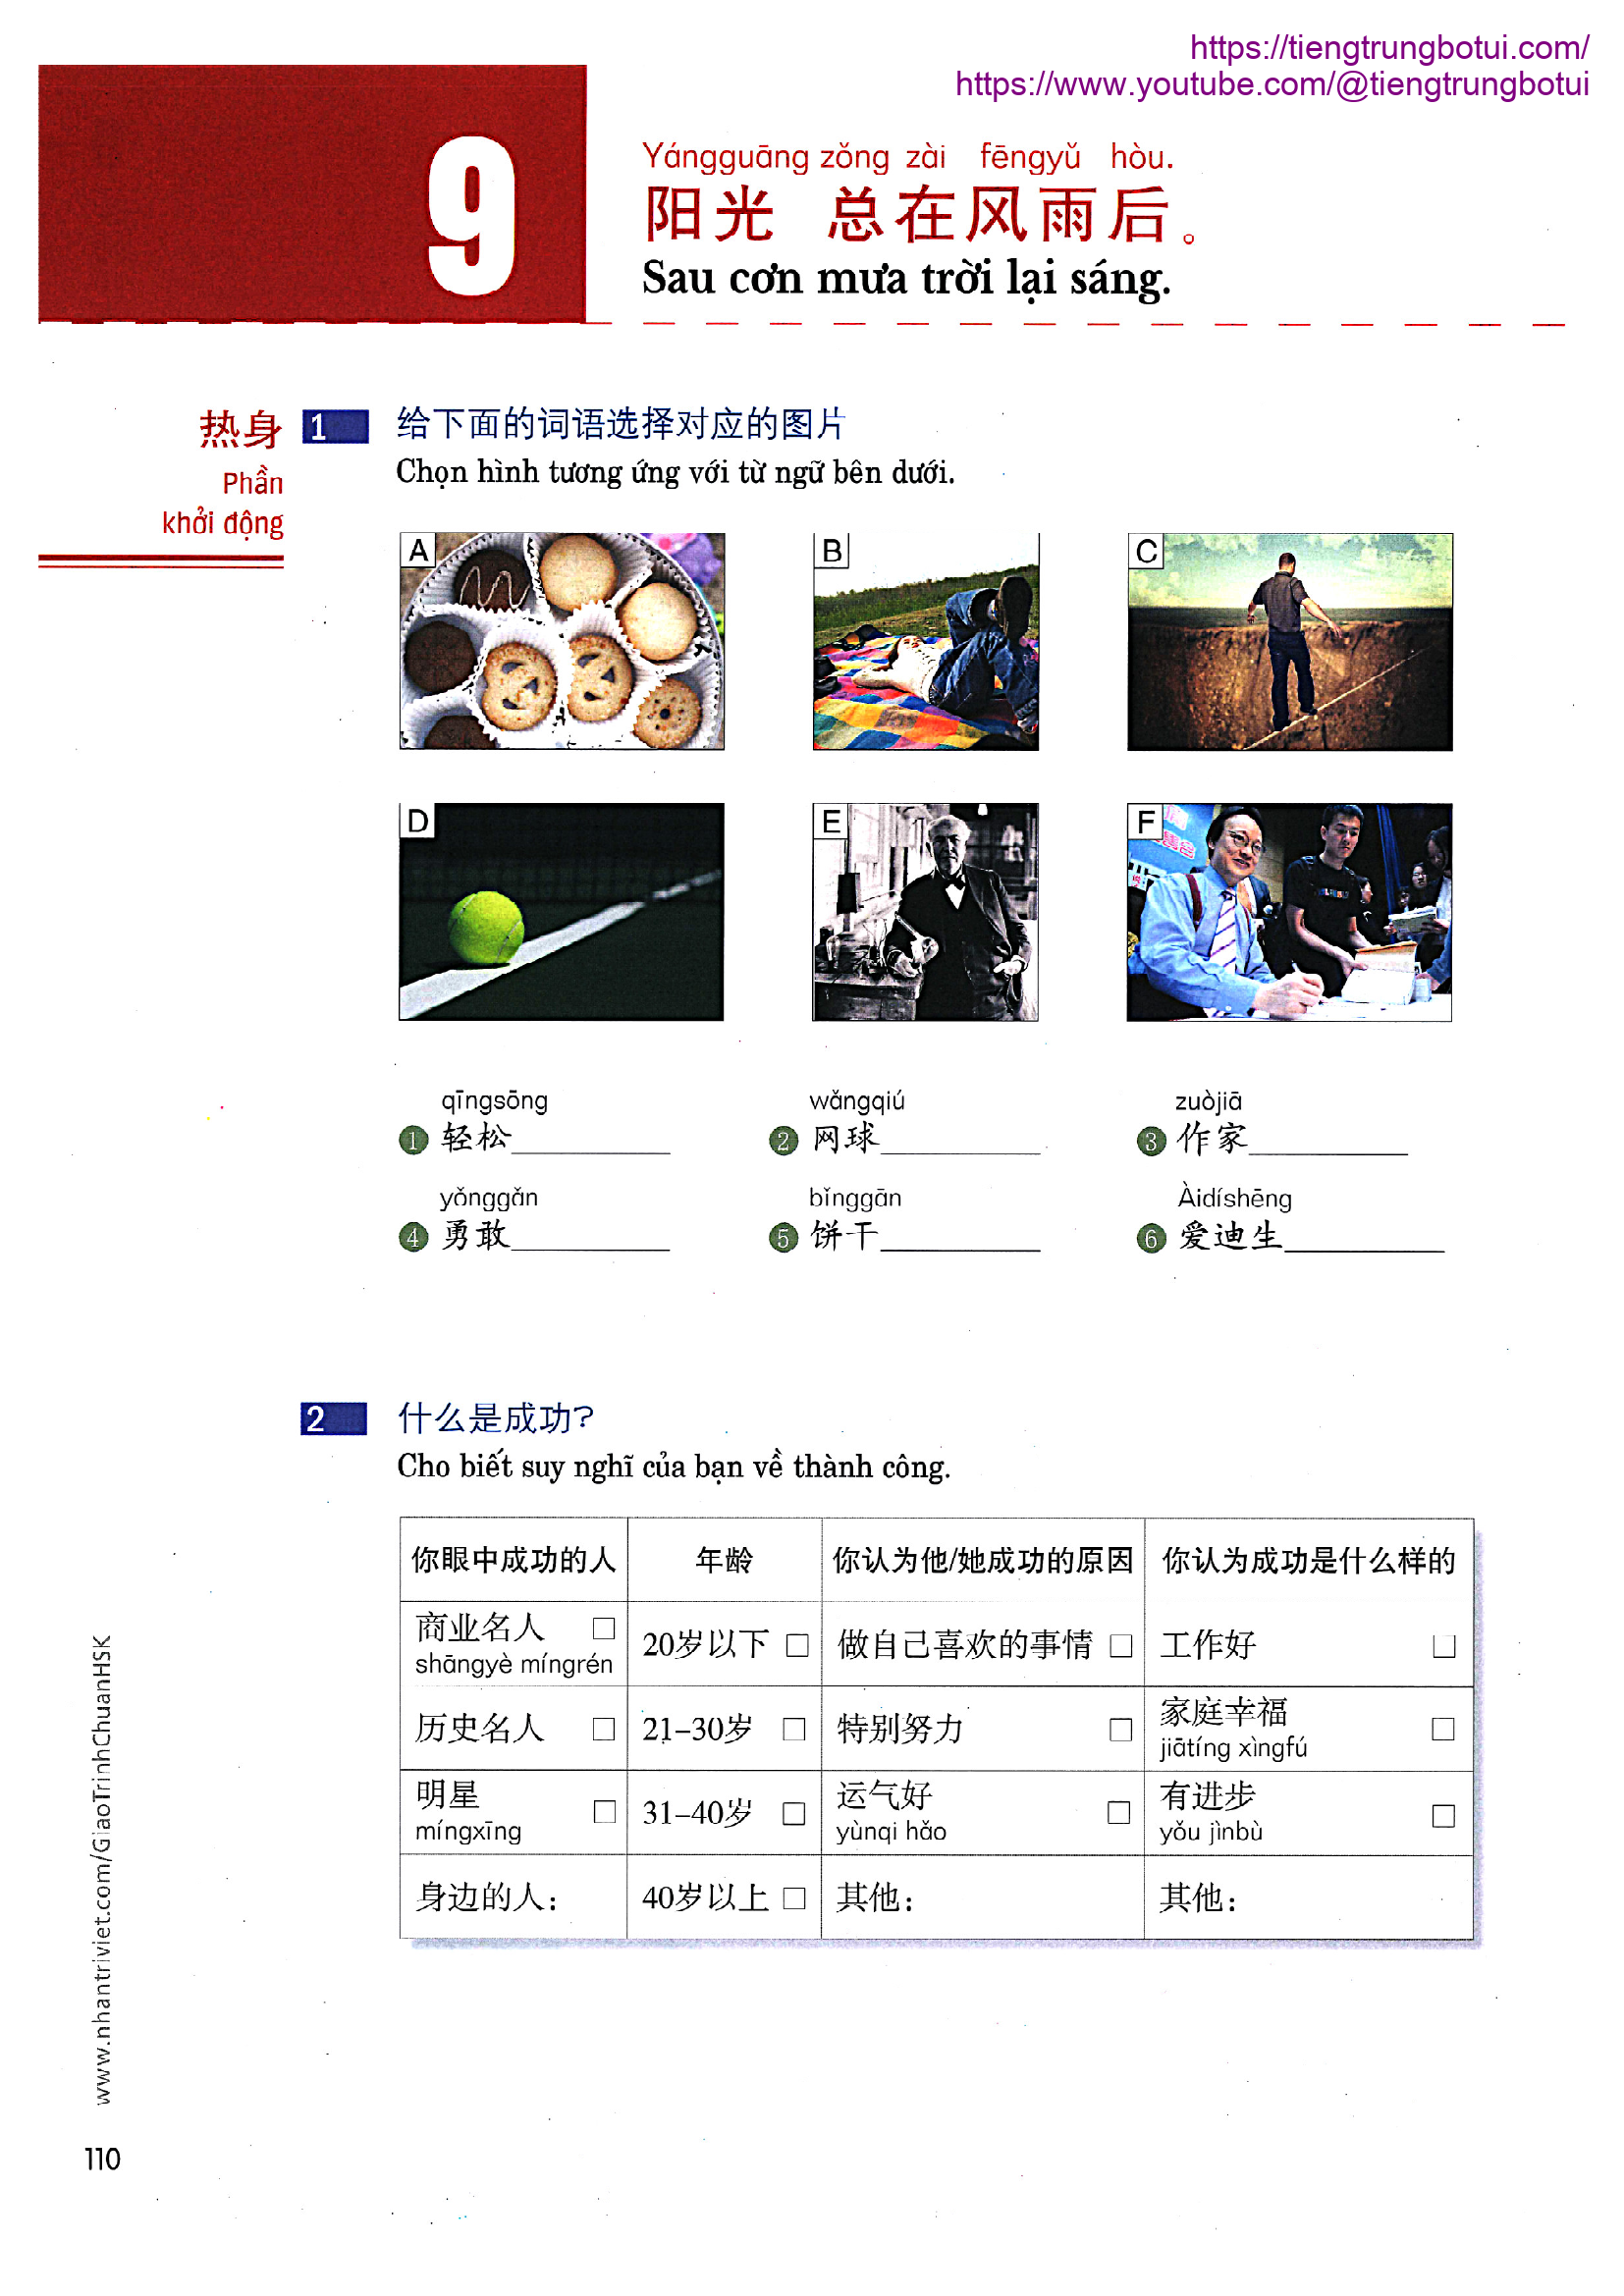 https://tiengtrungbotui.com/
https://www.youtube.com/@tiengtrungbotui
9
Yángguāng zǒng zài fēngyǔ hòu.
阳光 总在风雨后。
Sau cơn mưa trời lại sáng.
热身
Phần
khởi động
1 给下面的词语选择对应的图片
Chọn hình tương ứng với từ ngữ bên dưới.
A B C
D E F
qīngsōng wǎngqiú zuòjiā
1 轻松__________ 2 网球__________ 3 作家__________
yǒnggǎn bǐnggān Àidíshēng
4 勇敢__________ 5 饼干__________ 6 爱迪生__________
2 什么是成功?
Cho biết suy nghĩ của bạn về thành công.
你眼中成功的人 年龄 你认为他/她成功的原因 你认为成功是什么样的
商业名人 □ 20岁以下 □ 做自己喜欢的事情 □ 工作好 □
shāngyè míngrén
历史名人 □ 21–30岁 □ 特别努力 □ 家庭幸福 □
jiātíng xìngfú
明星 □ 31–40岁 □ 运气好 □ 有进步 □
míngxīng yùnqi hǎo yǒu jìnbù
身边的人： 40岁以上 □ 其他： 其他：
www.nhantriviet.com/GiaoTrinhChuanHSK
110